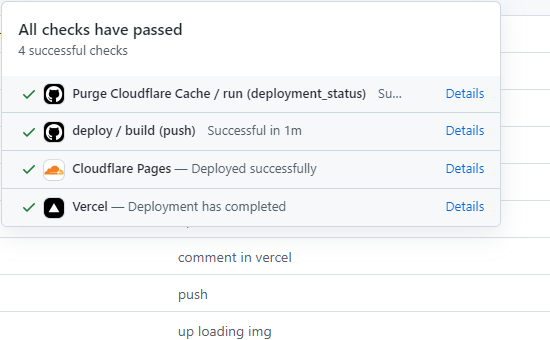 All checks have passed
4 successful checks
Purge Cloudflare Cache / run (deployment_status) Su...
Details
deploy / build (push) Successful in 1m
Details
Cloudflare Pages — Deployed successfully
Details
Vercel — Deployment has completed
Details
comment in vercel
push
up loading img